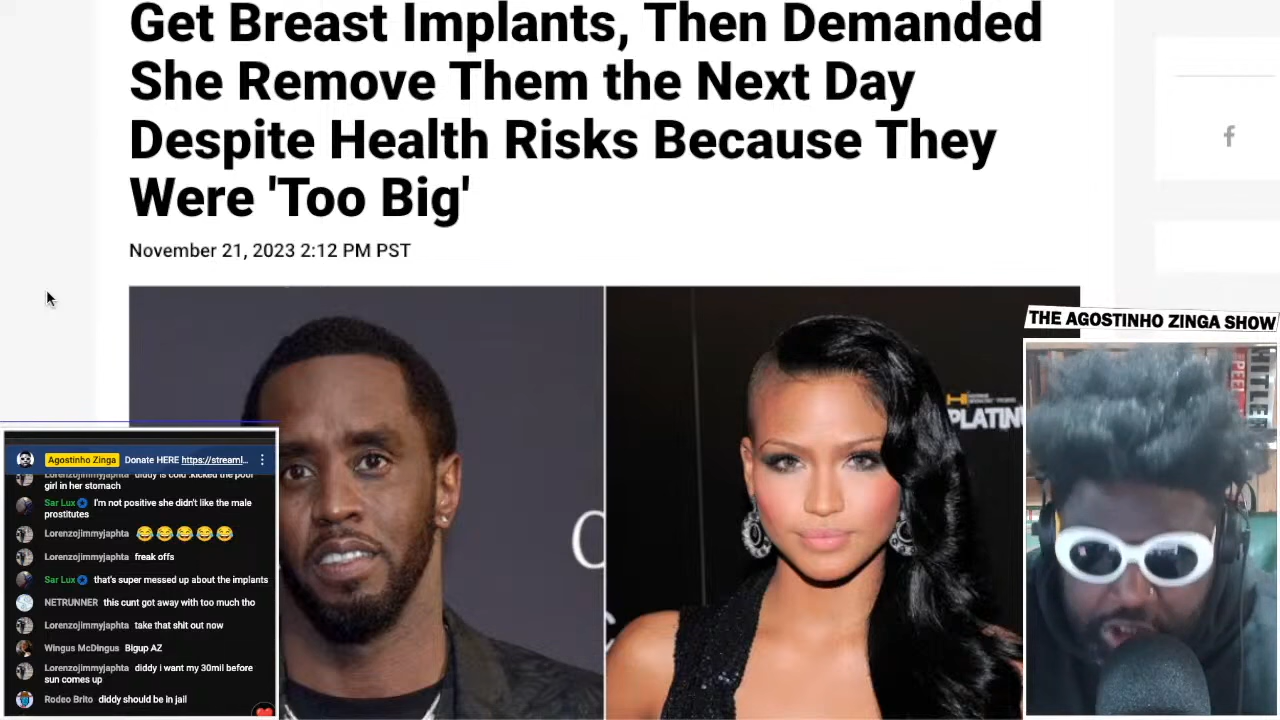 Get Breast Implants, Then Demanded
She Remove Them the Next Day
Despite Health Risks Because They
Were 'Too Big'
November 21, 2023 2:12 PM PST
PLATINU
THE AGOSTINHO ZINGA SHOW
Agostinho Zinga Donate HERE https://streaml...
Lorenzojimmyjaphta diddy is cold .kicked the poor
girl in her stomach
Sar Lux I'm not positive she didn't like the male
prostitutes
Lorenzojimmyjaphta 😂😂😂😂😂
Lorenzojimmyjaphta freak offs
Sar Lux that's super messed up about the implants
NETRUNNER this cunt got away with too much tho
Lorenzojimmyjaphta take that shit out now
Wingus McDingus Bigup AZ
Lorenzojimmyjaphta diddy i want my 30mil before
sun comes up
Rodeo Brito diddy should be in jail